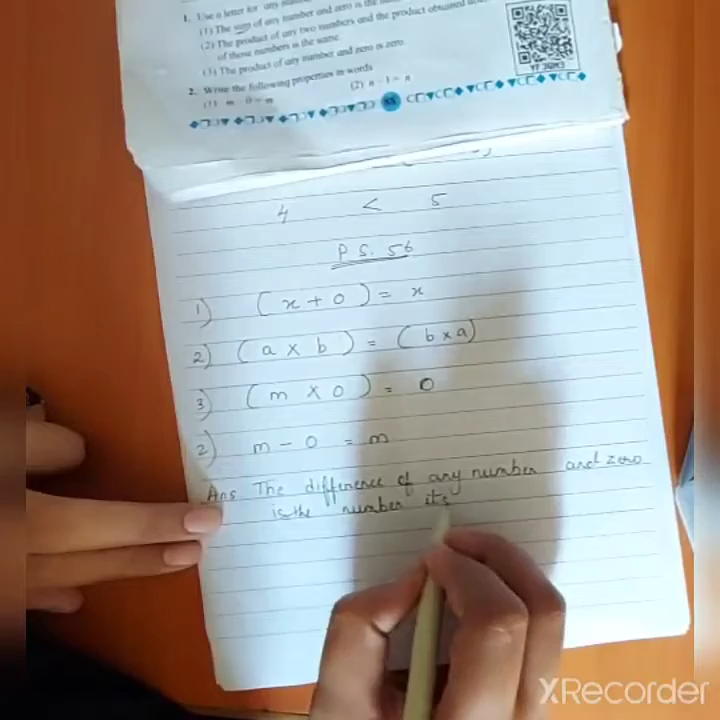 1. Use a letter for any number
(1) The sum of any number and zero is the
(2) The product of any two numbers and the product obtained
of those numbers is the same.
(3) The product of any number and zero is zero.
2. Write the following properties in words
(1) m - 0 = m (2) n ÷ 1 = n
YF3QR3
55
4 < 5
P S. 56
1) (x + 0) = x
2) (a × b) = (b × a)
3) (m × 0) = 0
2) m - 0 = m
Ans The difference of any number and zero
is the number its
XRecorder